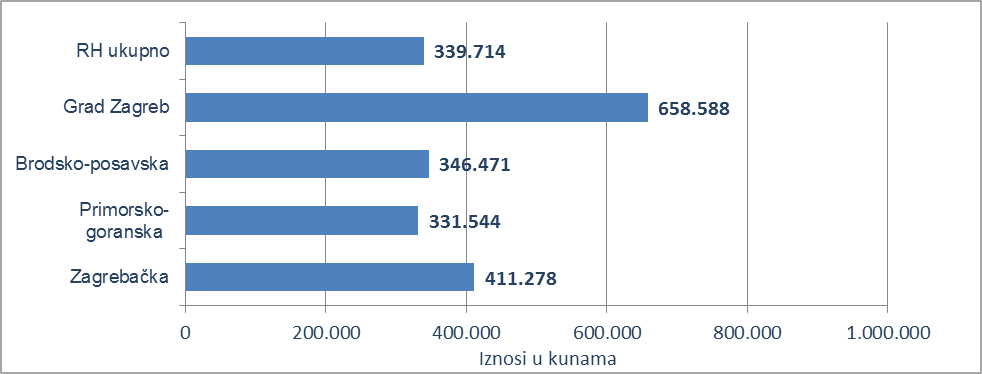 RH ukupno
339.714
Grad Zagreb
658.588
Brodsko-posavska
346.471
Primorsko-
goranska
331.544
Zagrebačka
411.278
0
200.000
400.000
600.000
800.000
1.000.000
Iznosi u kunama